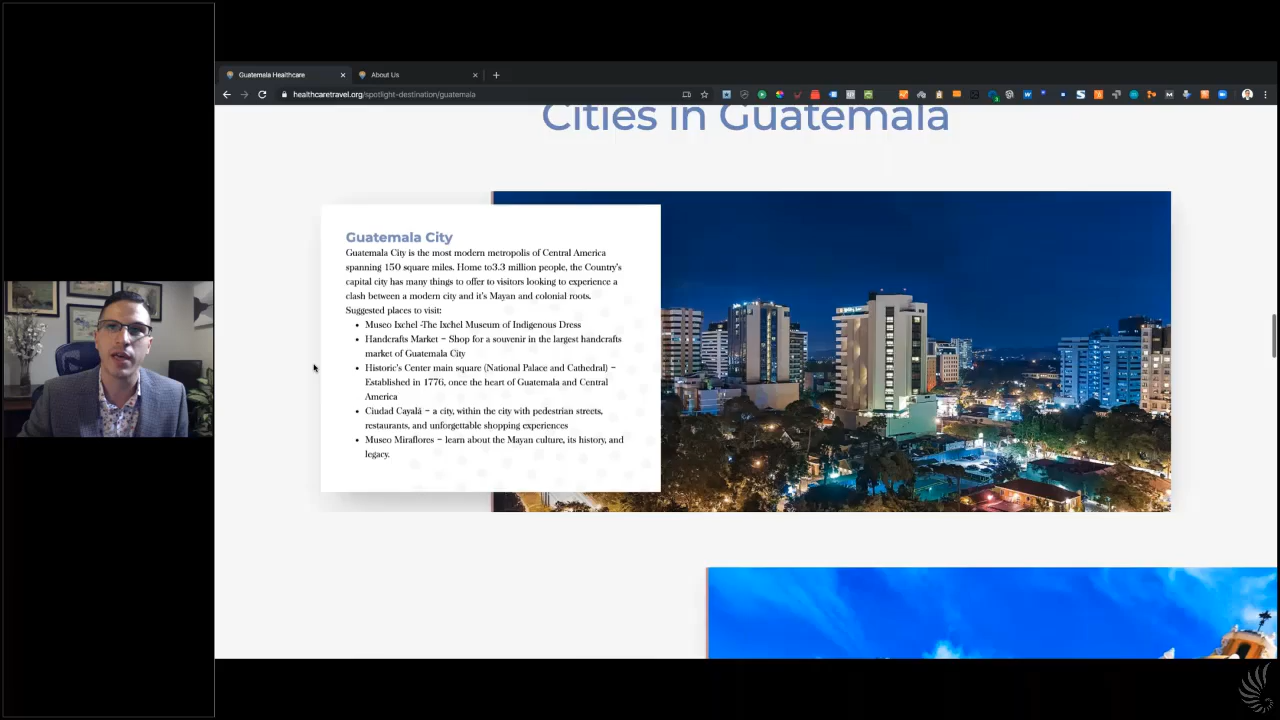 Guatemala Healthcare
About Us
healthcaretravel.org/spotlight-destination/guatemala
Cities in Guatemala
Guatemala City
Guatemala City is the most modern metropolis of Central America
spanning 150 square miles. Home to3.3 million people, the Country's
capital city has many things to offer to visitors looking to experience a
clash between a modern city and it's Mayan and colonial roots.
Suggested places to visit:
• Museo Ixchel -The Ixchel Museum of Indigenous Dress
• Handcrafts Market – Shop for a souvenir in the largest handcrafts
market of Guatemala City
• Historic's Center main square (National Palace and Cathedral) –
Established in 1776, once the heart of Guatemala and Central
America
• Ciudad Cayalá – a city, within the city with pedestrian streets,
restaurants, and unforgettable shopping experiences
• Museo Miraflores – learn about the Mayan culture, its history, and
legacy.